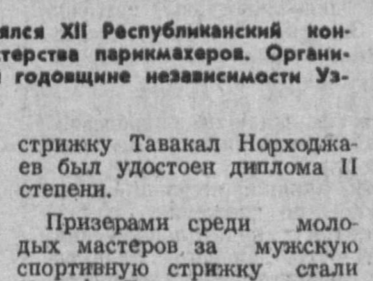 ялся XII Республиканский кон-
терства парикмахеров. Органи-
годовщине независимости Уз-
стрижку Тавакал Норходжа-
ев был удостоен диплома II
степени.
Призерами среди моло-
дых мастеров за мужскую
спортивную стрижку стали